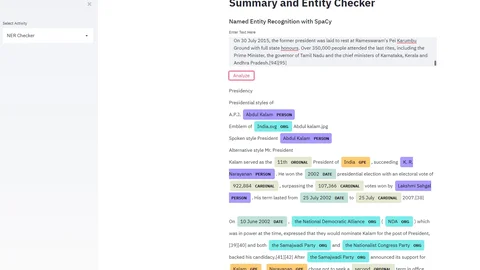 Summary and Entity Checker
Select Activity
NER Checker
Named Entity Recognition with SpaCy
Enter Text Here
On 30 July 2015, the former president was laid to rest at Rameswaram's Pei Karumbu
Ground with full state honours. Over 350,000 people attended the last rites, including the
Prime Minister, the governor of Tamil Nadu and the chief ministers of Karnataka, Kerala and
Andhra Pradesh.[94][95]
Analyze
Presidency
Presidential styles of
A.P.J. Abdul Kalam PERSON
Emblem of India.svg ORG Abdul kalam.jpg
Spoken style President Abdul Kalam PERSON
Alternative style Mr. President
Kalam served as the 11th ORDINAL President of India GPE , succeeding K. R.
Narayanan PERSON . He won the 2002 DATE presidential election with an electoral vote of
922,884 CARDINAL , surpassing the 107,366 CARDINAL votes won by Lakshmi Sahgal
PERSON . His term lasted from 25 July 2002 DATE to 25 July CARDINAL 2007.[38]
On 10 June 2002 DATE , the National Democratic Alliance ORG ( NDA ORG ) which
was in power at the time, expressed that they would nominate Kalam for the post of President,
[39][40] and both the Samajwadi Party ORG and the Nationalist Congress Party ORG
backed his candidacy.[41][42] After the Samajwadi Party ORG announced its support for
Kalam GPE , Narayanan PERSON chose not to seek a second ORDINAL term in office